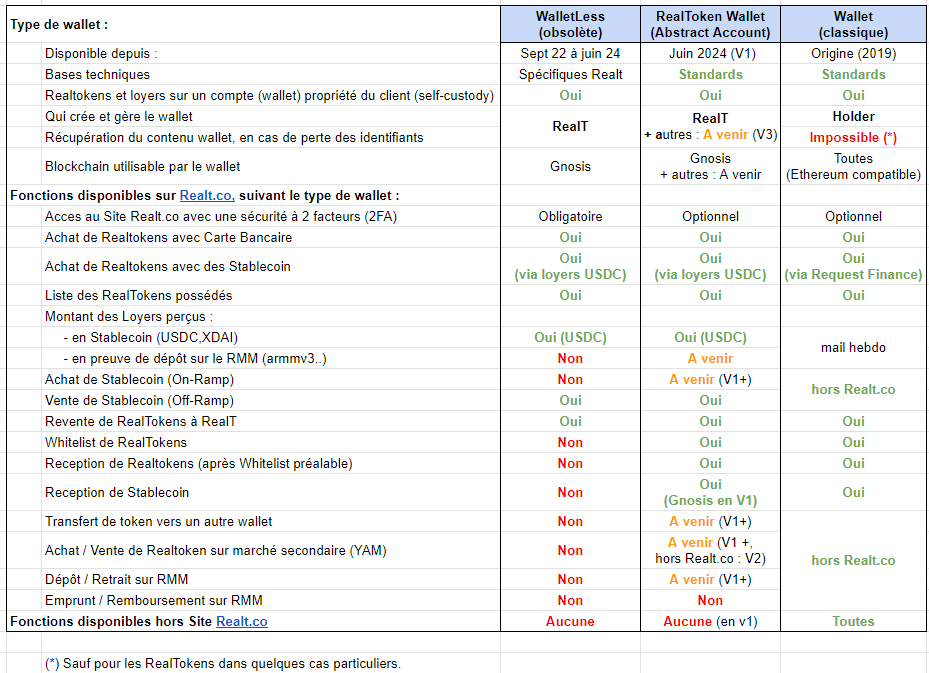 Type de wallet :
WalletLess
(obsolète)
RealToken Wallet
(Abstract Account)
Wallet
(classique)
Disponible depuis :
Sept 22 à juin 24
Juin 2024 (V1)
Origine (2019)
Bases techniques
Spécifiques Realt
Standards
Standards
Realtokens et loyers sur un compte (wallet) propriété du client (self-custody)
Oui
Oui
Oui
Qui crée et gère le wallet
RealT
RealT
Holder
Récupération du contenu wallet, en cas de perte des identifiants
+ autres : A venir (V3)
Impossible (*)
Blockchain utilisable par le wallet
Gnosis
Gnosis
+ autres : A venir
Toutes
(Ethereum compatible)
Fonctions disponibles sur Realt.co, suivant le type de wallet :
Acces au Site Realt.co avec une sécurité à 2 facteurs (2FA)
Obligatoire
Optionnel
Optionnel
Achat de Realtokens avec Carte Bancaire
Oui
Oui
Oui
Achat de Realtokens avec des Stablecoin
Oui
(via loyers USDC)
Oui
(via loyers USDC)
Oui
(via Request Finance)
Liste des RealTokens possédés
Oui
Oui
Oui
Montant des Loyers perçus :
- en Stablecoin (USDC,XDAI)
Oui (USDC)
Oui (USDC)
mail hebdo
- en preuve de dépôt sur le RMM (armmv3..)
Non
A venir
Achat de Stablecoin (On-Ramp)
Non
A venir (V1+)
hors Realt.co
Vente de Stablecoin (Off-Ramp)
Oui
Oui
Revente de RealTokens à RealT
Oui
Oui
Oui
Whitelist de RealTokens
Non
Oui
Oui
Reception de Realtokens (après Whitelist préalable)
Non
Oui
Oui
Reception de Stablecoin
Non
Oui
(Gnosis en V1)
Oui
Transfert de token vers un autre wallet
Non
A venir (V1+)
Achat / Vente de Realtoken sur marché secondaire (YAM)
Non
A venir (V1 +,
hors Realt.co : V2)
hors Realt.co
Dépôt / Retrait sur RMM
Non
A venir (V1+)
Emprunt / Remboursement sur RMM
Non
Non
Fonctions disponibles hors Site Realt.co
Aucune
Aucune (en v1)
Toutes
(*) Sauf pour les RealTokens dans quelques cas particuliers.